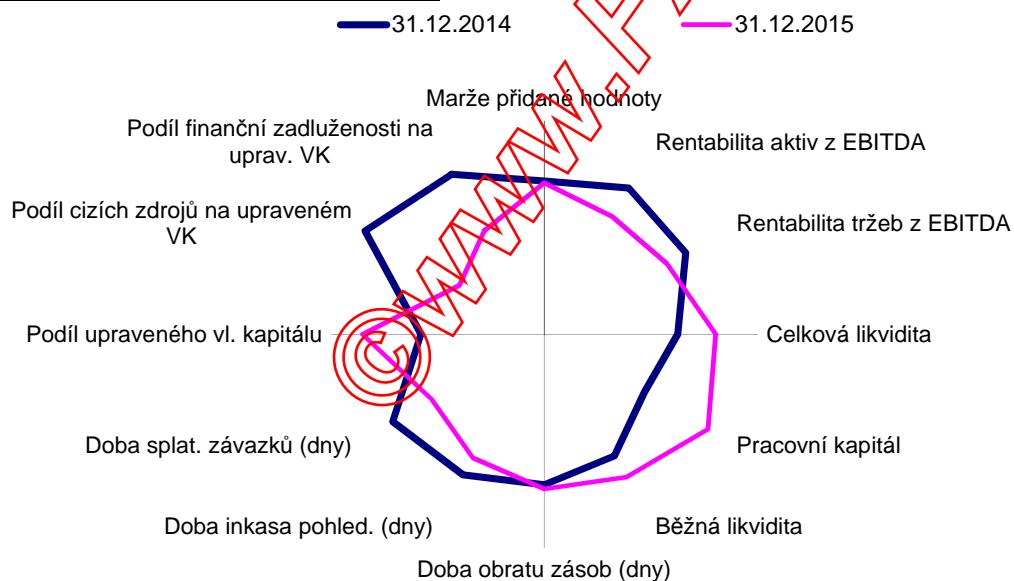 31.12.2014
31.12.2015
Marže přidané hodnoty
Podíl finanční zadluženosti na
uprav. VK
Rentabilita aktiv z EBITDA
Podíl cizích zdrojů na upraveném
VK
Rentabilita tržeb z EBITDA
Podíl upraveného vl. kapitálu
Celková likvidita
Doba splat. závazků (dny)
Pracovní kapitál
Doba inkasa pohled. (dny)
Běžná likvidita
Doba obratu zásob (dny)
© www.